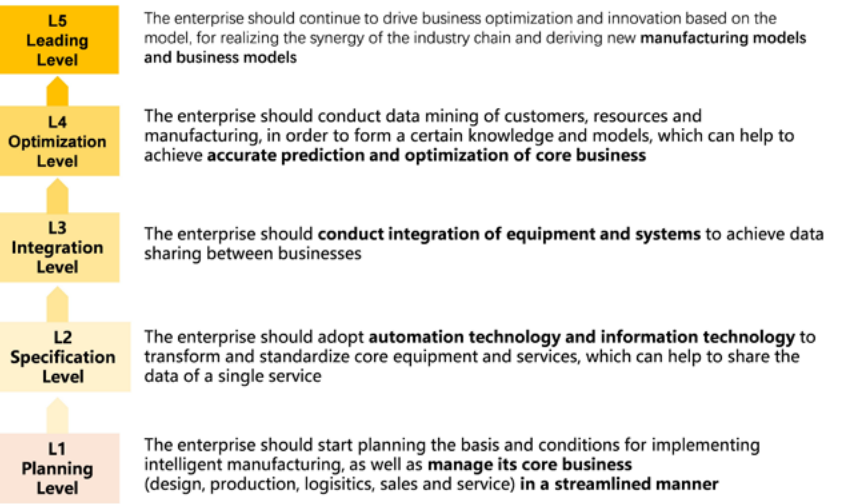 L5
Leading
Level
The enterprise should continue to drive business optimization and innovation based on the
model, for realizing the synergy of the industry chain and deriving new manufacturing models
and business models
L4
Optimization
Level
The enterprise should conduct data mining of customers, resources and
manufacturing, in order to form a certain knowledge and models, which can help to
achieve accurate prediction and optimization of core business
L3
Integration
Level
The enterprise should conduct integration of equipment and systems to achieve data
sharing between businesses
L2
Specification
Level
The enterprise should adopt automation technology and information technology to
transform and standardize core equipment and services, which can help to share the
data of a single service
L1
Planning
Level
The enterprise should start planning the basis and conditions for implementing
intelligent manufacturing, as well as manage its core business
(design, production, logisitics, sales and service) in a streamlined manner